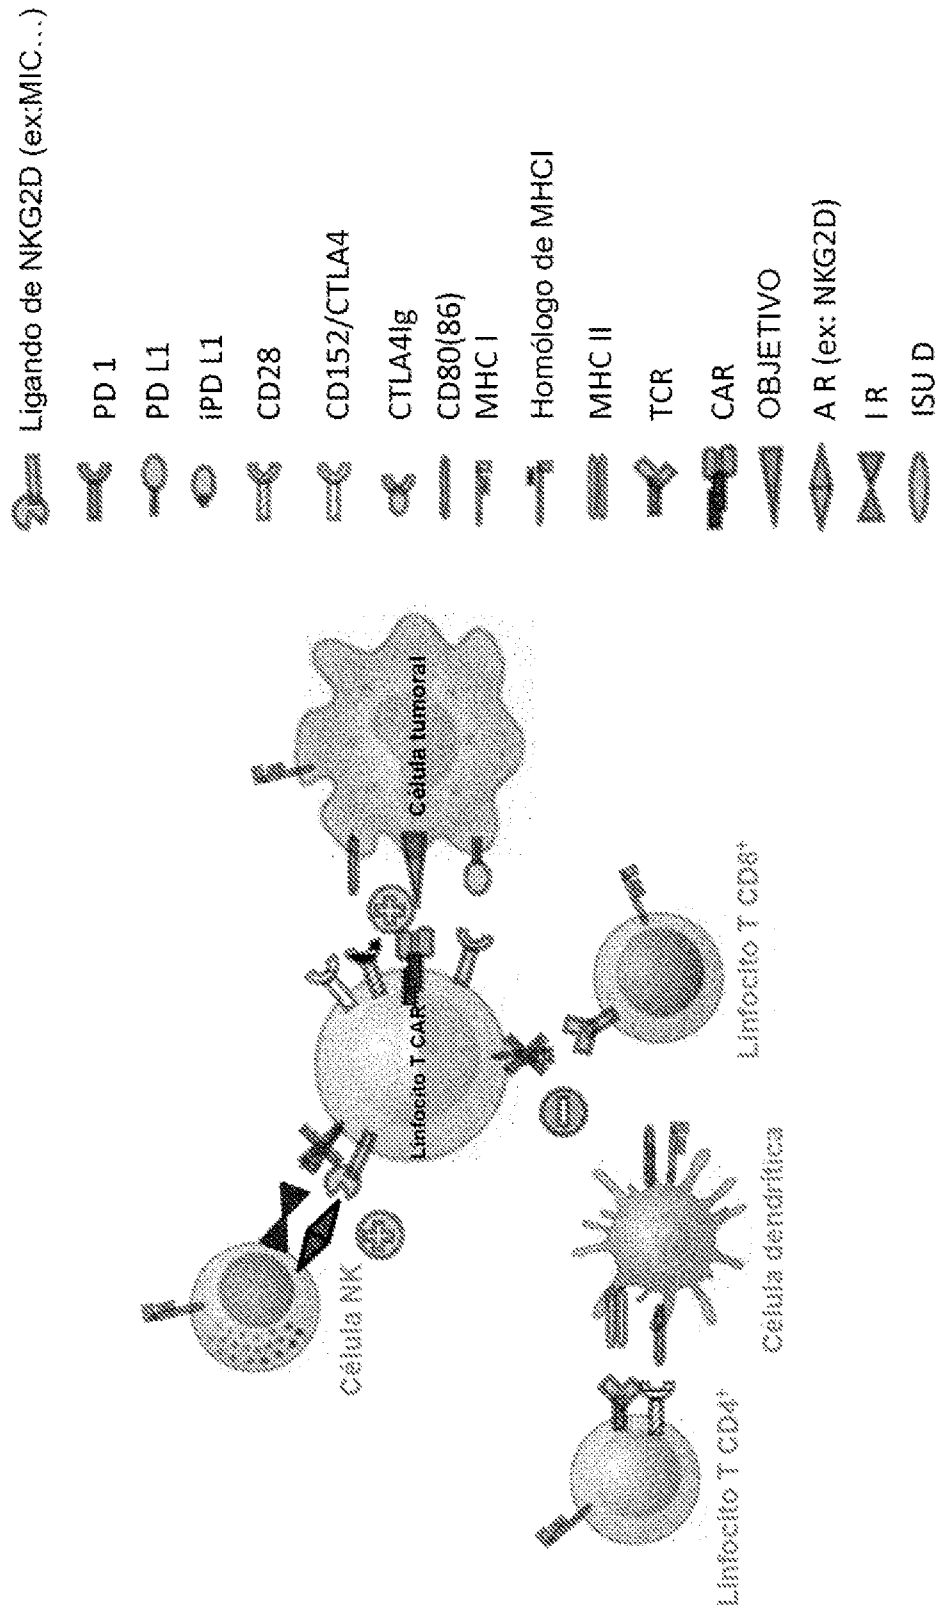 Ligando de NKG2D (ex:MIC...)
PD 1
PD L1
iPD L1
CD28
CD152/CTLA4
CTLA4Ig
CD80(86)
MHC I
Homólogo de MHCI
MHC II
TCR
CAR
OBJETIVO
A R (ex: NKG2D)
I R
ISU D
Célula tumoral
Linfocito T CAR
Célula NK
Linfocito T CD8⁺
Célula dendrítica
Linfocito T CD4⁺